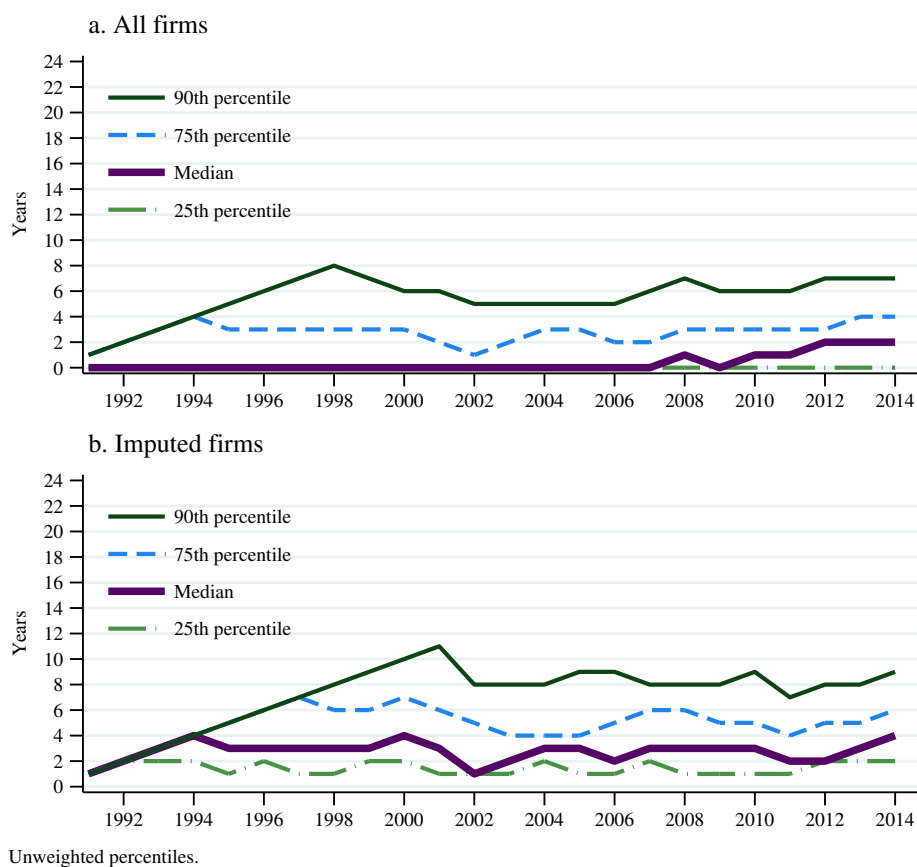 a. All firms
24
22
20
18
16
14
12
10
8
6
4
2
0
Years
90th percentile
75th percentile
Median
25th percentile
1992 1994 1996 1998 2000 2002 2004 2006 2008 2010 2012 2014
b. Imputed firms
24
22
20
18
16
14
12
10
8
6
4
2
0
Years
90th percentile
75th percentile
Median
25th percentile
1992 1994 1996 1998 2000 2002 2004 2006 2008 2010 2012 2014
Unweighted percentiles.